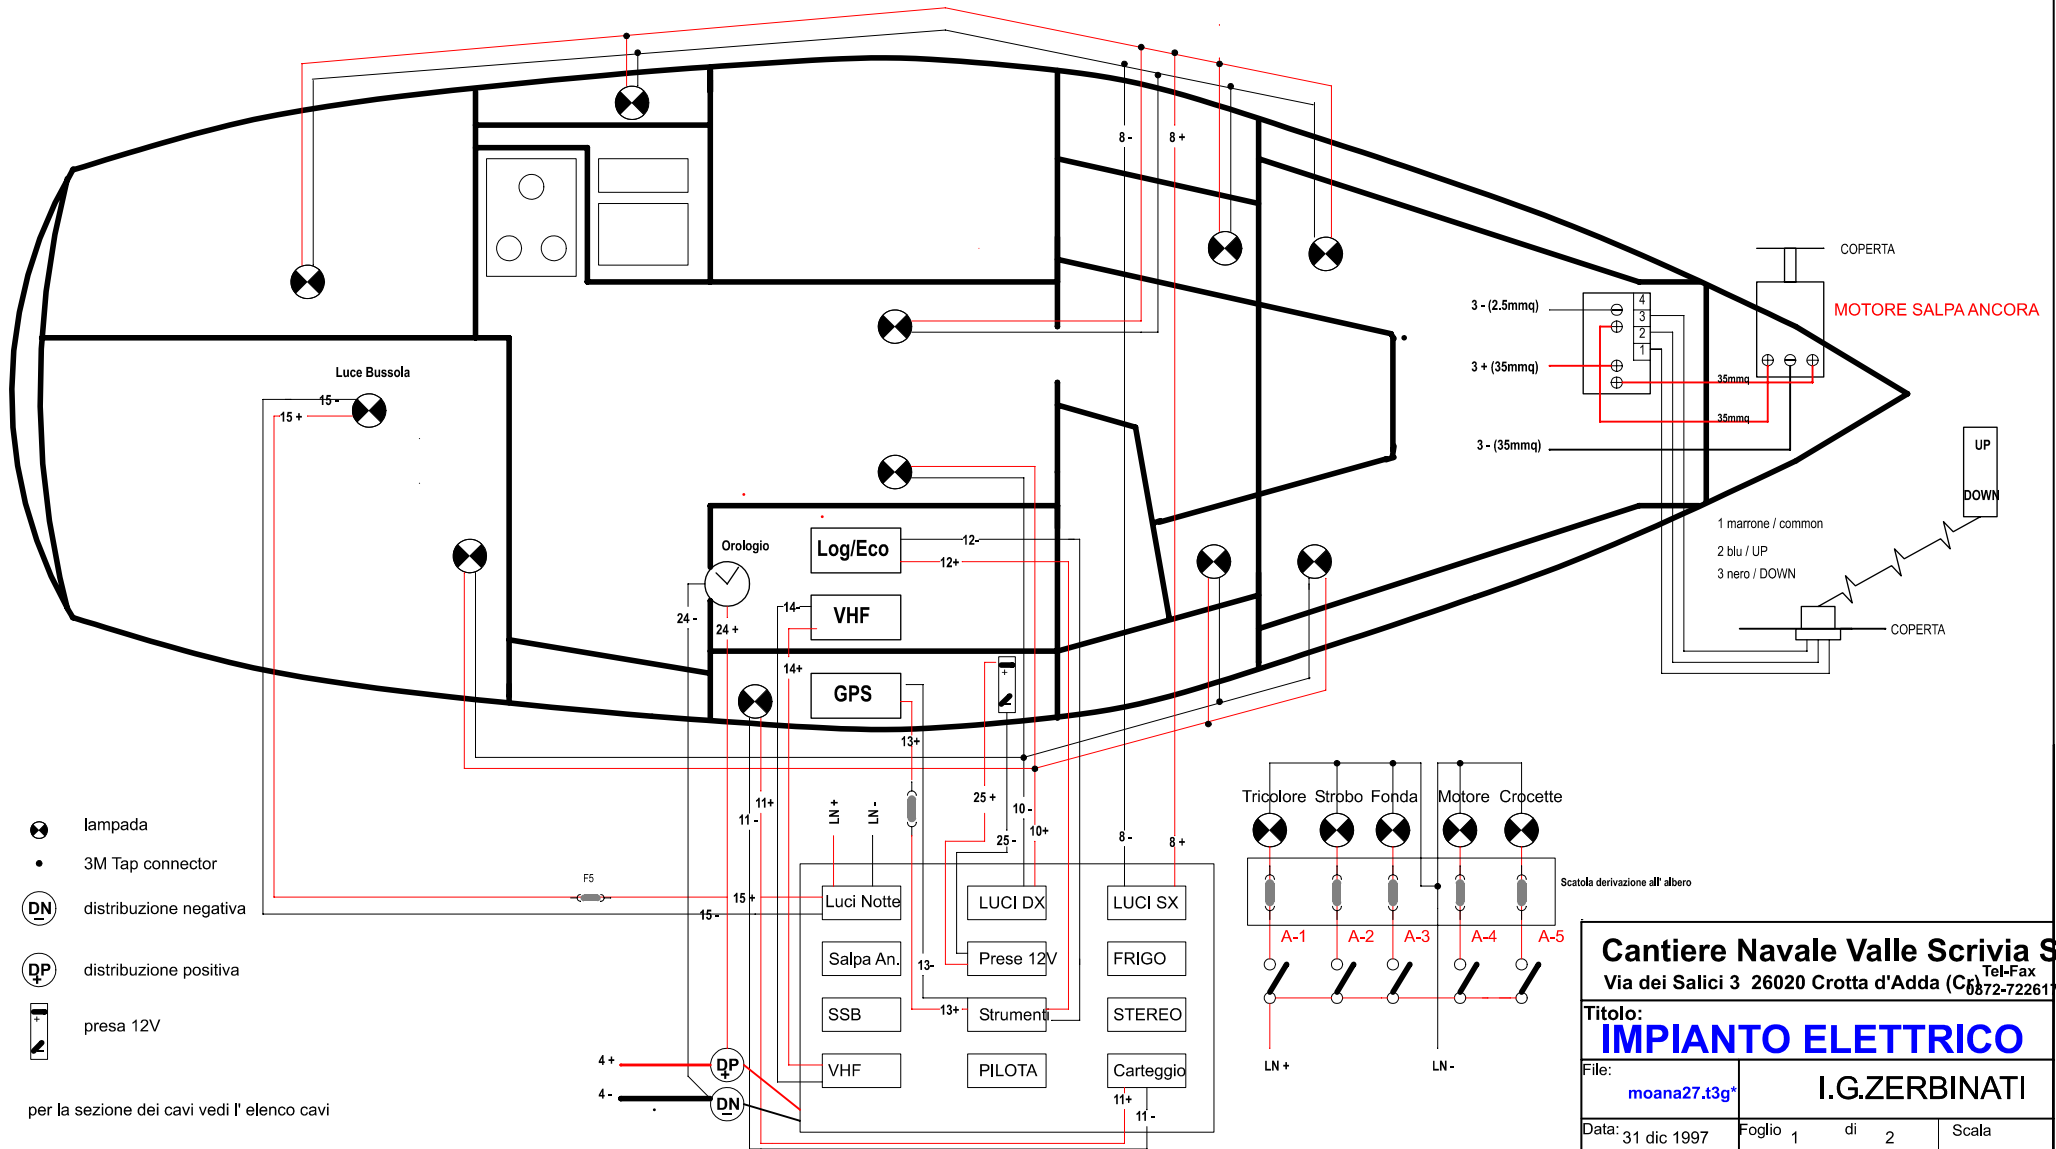 8 -
8 +
COPERTA
MOTORE SALPA ANCORA
3 - (2.5mmq)
4
3
2
1
3 + (35mmq)
35mmq
35mmq
3 - (35mmq)
UP
DOWN
1 marrone / common
2 blu / UP
3 nero / DOWN
COPERTA
Luce Bussola
15 -
15 +
Orologio
Log/Eco
12-
12+
24 -
24 +
14-
VHF
14+
GPS
+
13+
11+
11 -
LN +
LN -
25 +
25 -
10 -
10+
8 -
8 +
Tricolore Strobo Fonda Motore Crocette
Scatola derivazione all' albero
A-1 A-2 A-3 A-4 A-5
LN +
LN -
lampada
3M Tap connector
DN
distribuzione negativa
DP
+
distribuzione positiva
+
presa 12V
per la sezione dei cavi vedi l' elenco cavi
F5
15 +
15 -
Luci Notte
LUCI DX
LUCI SX
Salpa An.
13-
Prese 12V
FRIGO
SSB
13+
Strumenti
STEREO
VHF
PILOTA
Carteggio
4 +
DP
+
4 -
DN
11+
11 -
Cantiere Navale Valle Scrivia S
Via dei Salici 3 26020 Crotta d'Adda (Cr) Tel-Fax
0372-722617
Titolo:
IMPIANTO ELETTRICO
File:
moana27.t3g*
I.G.ZERBINATI
Data: 31 dic 1997
Foglio 1 di 2
Scala